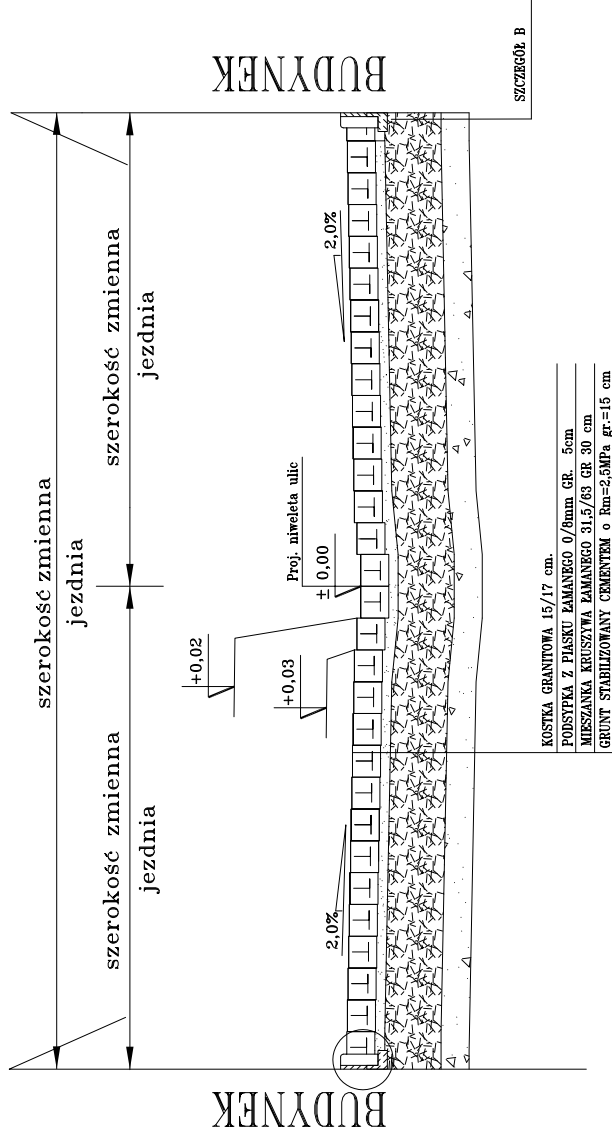 szerokość zmienna
jezdnia
szerokość zmienna
jezdnia
szerokość zmienna
jezdnia
BUDYNEK
BUDYNEK
+0,02
+0,03
Proj. niweleta ulic
± 0,00
2,0%
2,0%
KOSTKA GRANITOWA 15/17 cm.
PODSYPKA Z PIASKU ŁAMANEGO 0/8mm GR. 5cm
MIESZANKA KRUSZYWA ŁAMANEGO 31,5/63 GR 30 cm
GRUNT STABILIZOWANY CEMENTEM o Rm=2,5MPa gr.=15 cm
SZCZEGÓŁ B